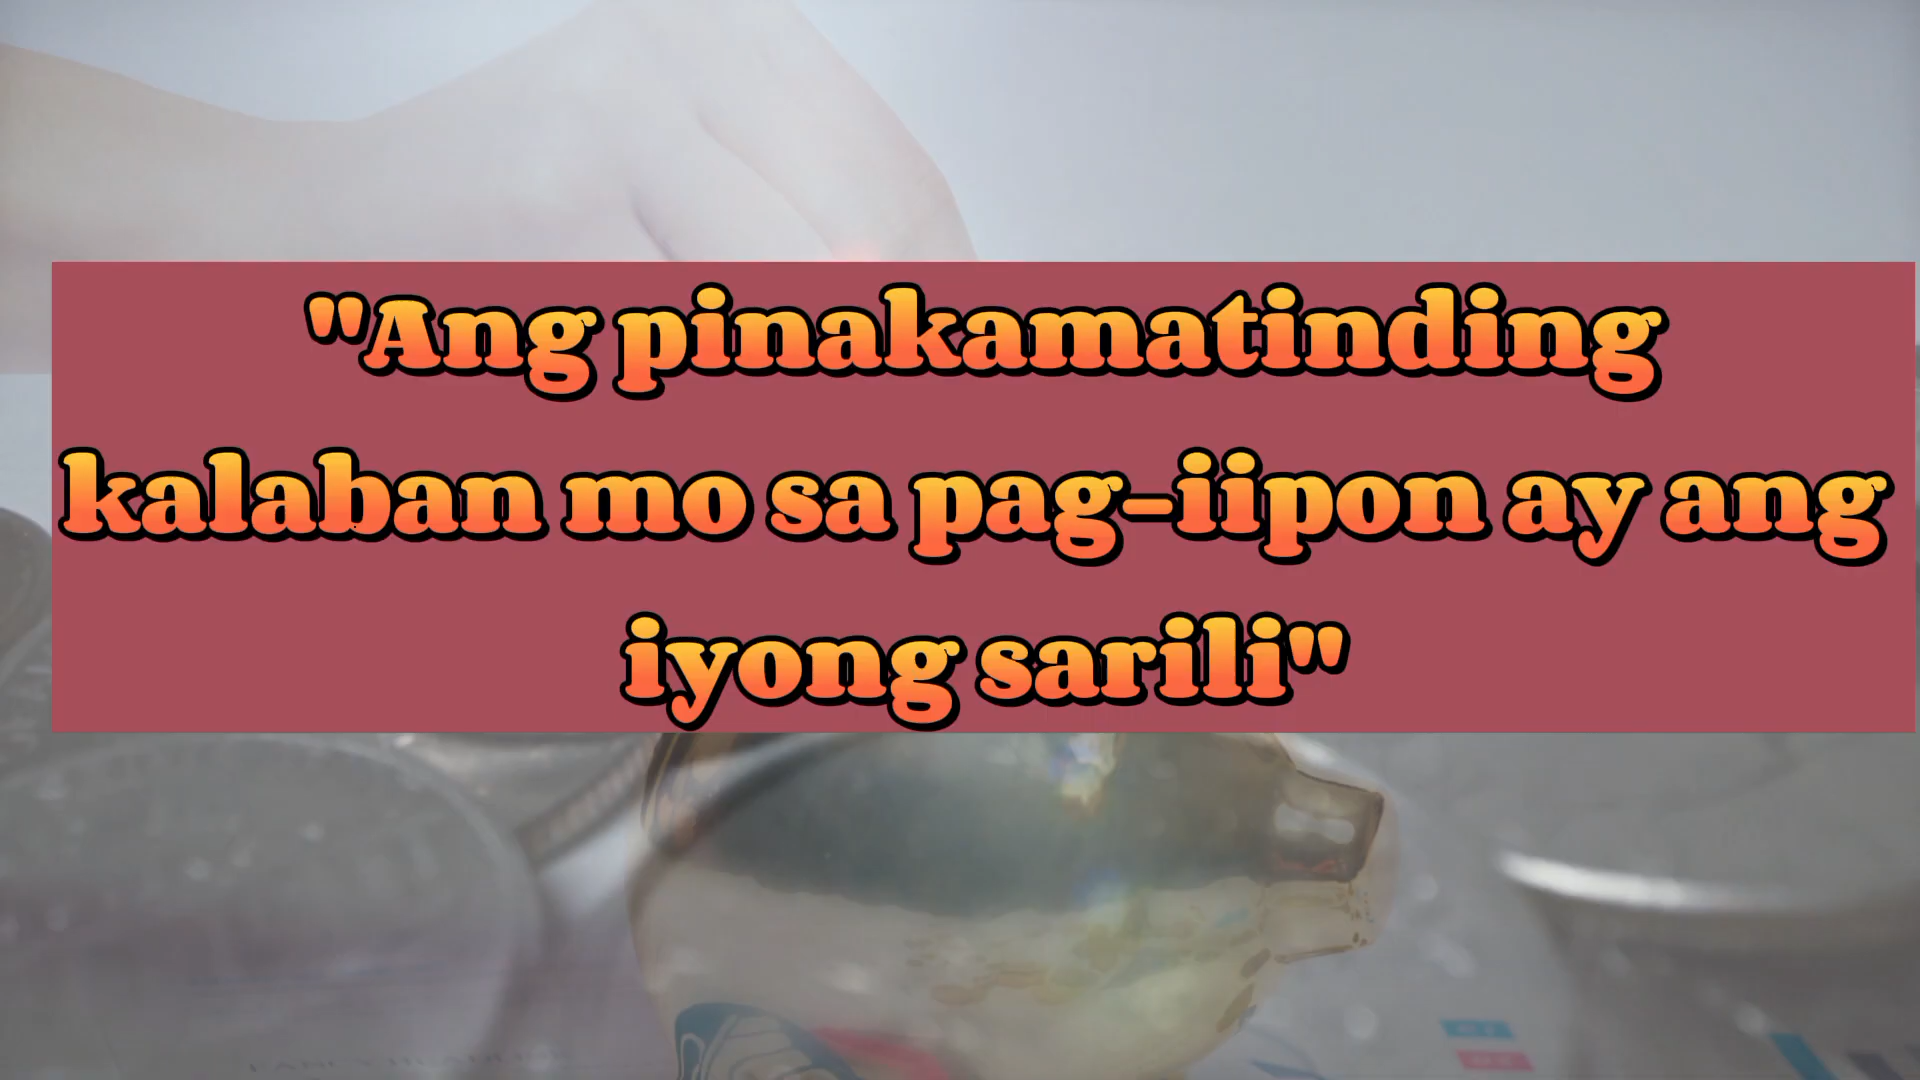 "Ang pinakamatinding
kalaban mo sa pag-iipon ay ang
iyong sarili"